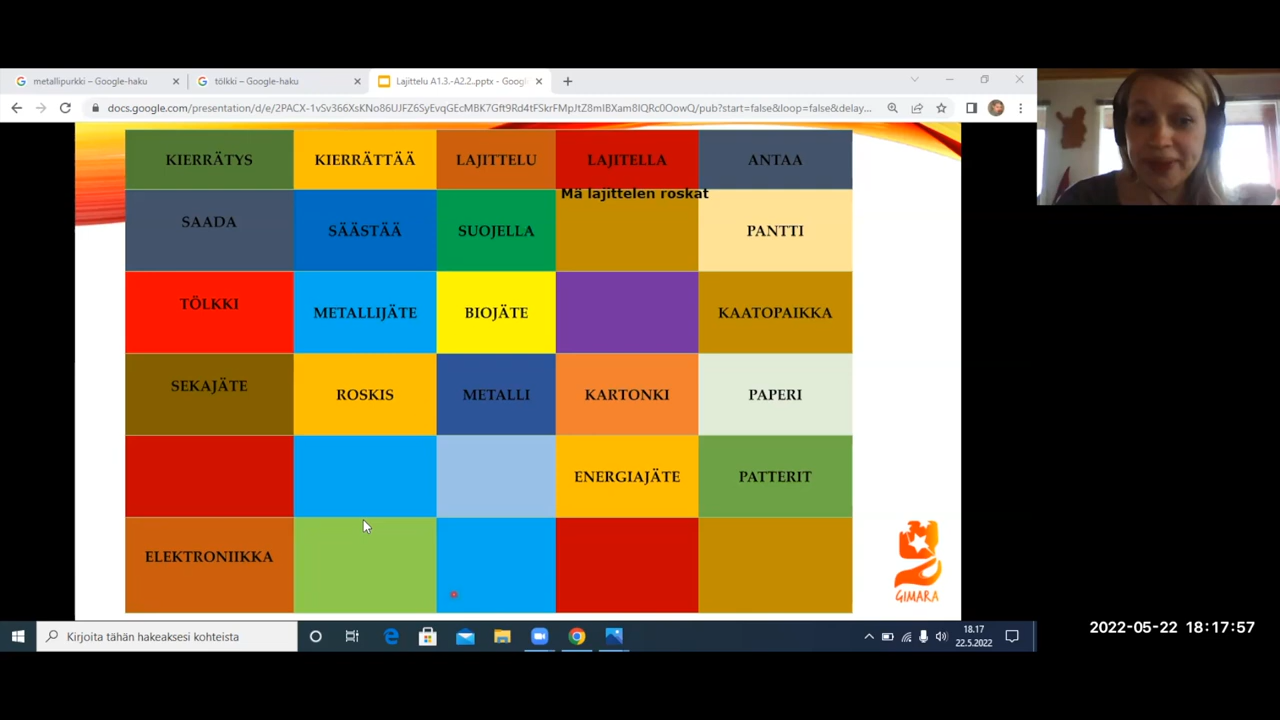 metallipurkki – Google-haku
tölkki – Google-haku
Lajittelu A1.3.-A2.2..pptx - Goog
docs.google.com/presentation/d/e/2PACX-1vSv366XsKNo86UJFZ6SyEvqGEcMBK7Gft9Rd4tFSkrFMpJtZ8mIBXam8IQRc0OowQ/pub?start=false&loop=false&delay...
KIERRÄTYS KIERRÄTTÄÄ LAJITTELU LAJITELLA ANTAA
Mä lajittelen roskat
SAADA SÄÄSTÄÄ SUOJELLA PANTTI
TÖLKKI METALLIJÄTE BIOJÄTE KAATOPAIKKA
SEKAJÄTE ROSKIS METALLI KARTONKI PAPERI
ENERGIAJÄTE PATTERIT
ELEKTRONIIKKA
GIMARA
Kirjoita tähän hakeaksesi kohteista
18.17
22.5.2022
2022-05-22 18:17:57